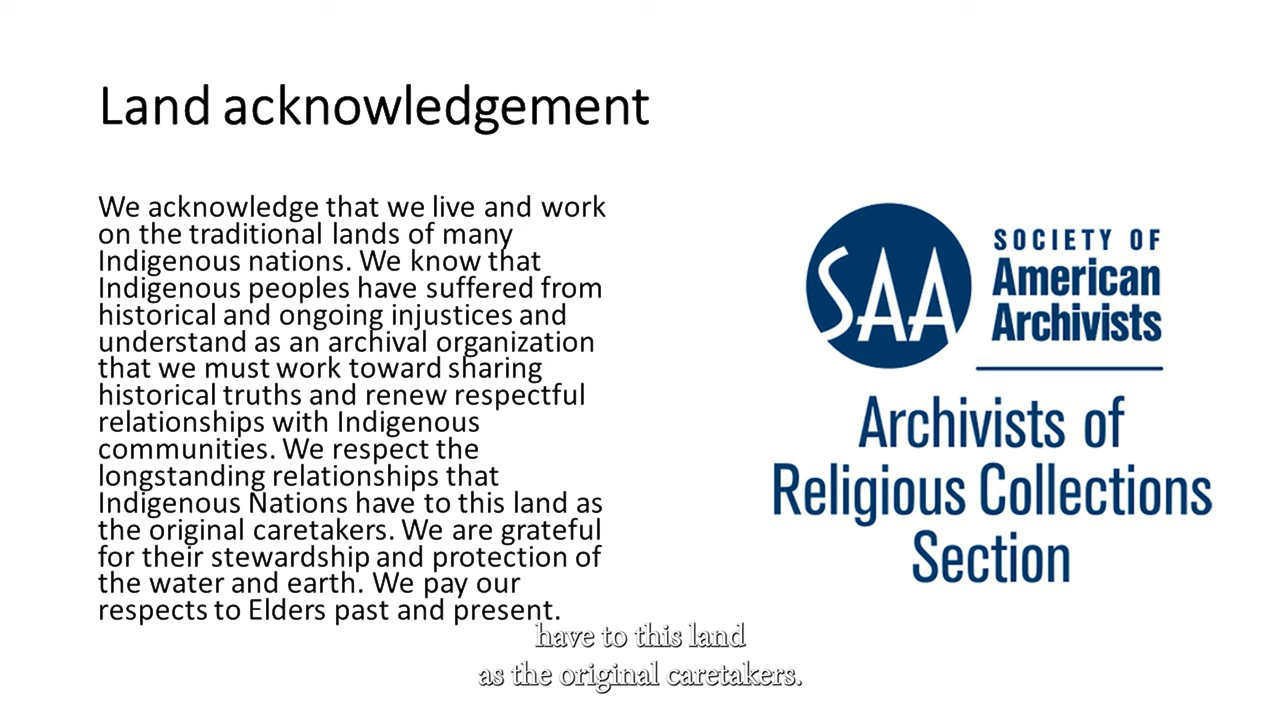 Land acknowledgement
We acknowledge that we live and work
on the traditional lands of many
Indigenous nations. We know that
Indigenous peoples have suffered from
historical and ongoing injustices and
understand as an archival organization
that we must work toward sharing
historical truths and renew respectful
relationships with Indigenous
communities. We respect the
longstanding relationships that
Indigenous Nations have to this land as
the original caretakers. We are grateful
for their stewardship and protection of
the water and earth. We pay our
respects to Elders past and present.
SAA
SOCIETY OF
American
Archivists
Archivists of
Religious Collections
Section
have to this land
as the original caretakers.